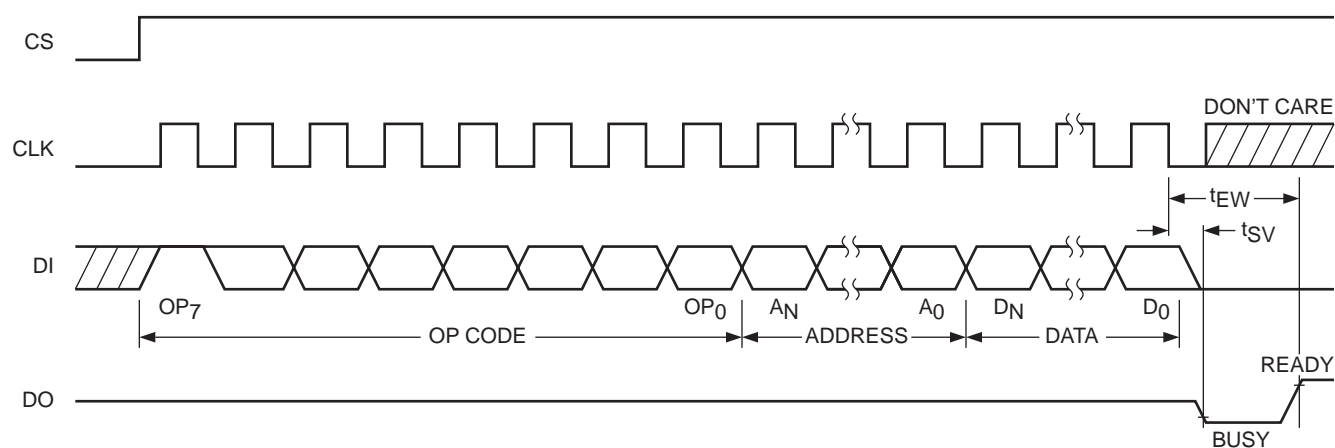 CS
DON'T CARE
CLK
tEW
tSV
DI
OP7 OP0 AN A0 DN D0
OP CODE ADDRESS DATA
READY
DO
BUSY